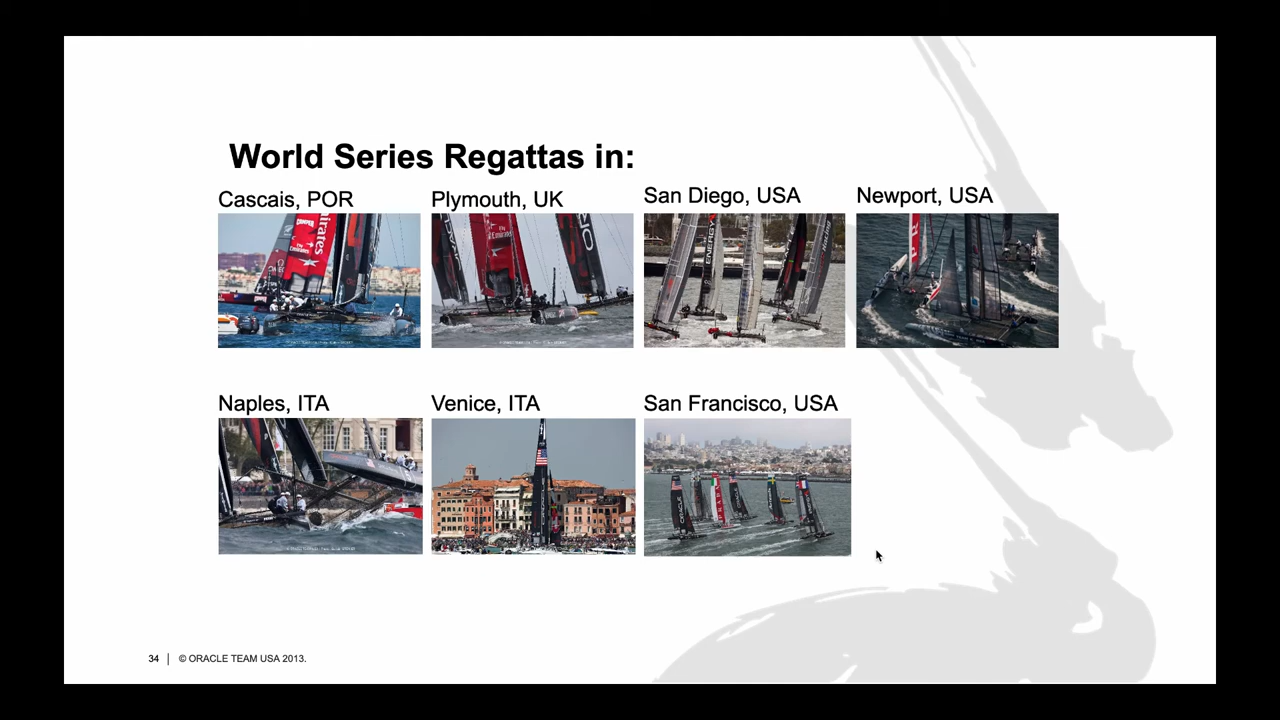 World Series Regattas in:
Cascais, POR
Plymouth, UK
San Diego, USA
Newport, USA
Naples, ITA
Venice, ITA
San Francisco, USA
34 | © ORACLE TEAM USA 2013.